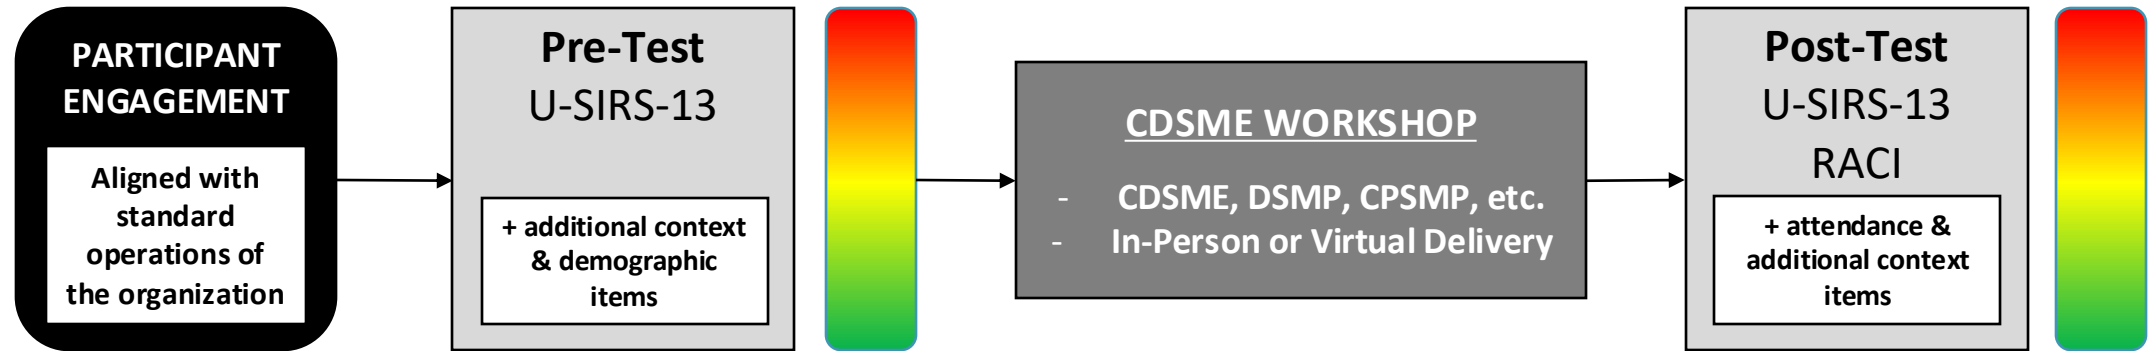 PARTICIPANT
ENGAGEMENT
Aligned with
standard
operations of
the organization
Pre-Test
U-SIRS-13
+ additional context
& demographic
items
CDSME WORKSHOP
- CDSME, DSMP, CPSMP, etc.
- In-Person or Virtual Delivery
Post-Test
U-SIRS-13
RACI
+ attendance &
additional context
items